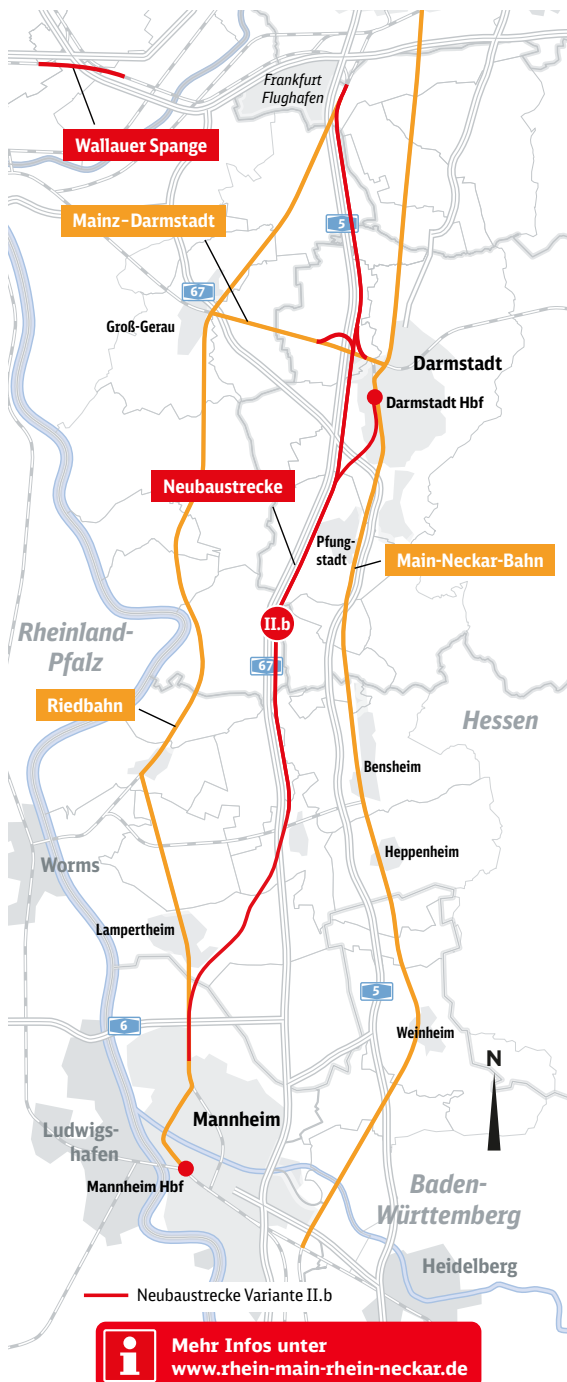 Frankfurt
Flughafen
Wallauer Spange
Mainz–Darmstadt
5
67
Groß-Gerau
Darmstadt
Darmstadt Hbf
Neubaustrecke
Pfung-
stadt
Main-Neckar-Bahn
II.b
Rheinland-
Pfalz
67
Riedbahn
Hessen
Bensheim
Heppenheim
Worms
Lampertheim
5
6
Weinheim
N
Mannheim
Ludwigs-
hafen
Mannheim Hbf
Baden-
Württemberg
Heidelberg
Neubaustrecke Variante II.b
i
Mehr Infos unter
www.rhein-main-rhein-neckar.de